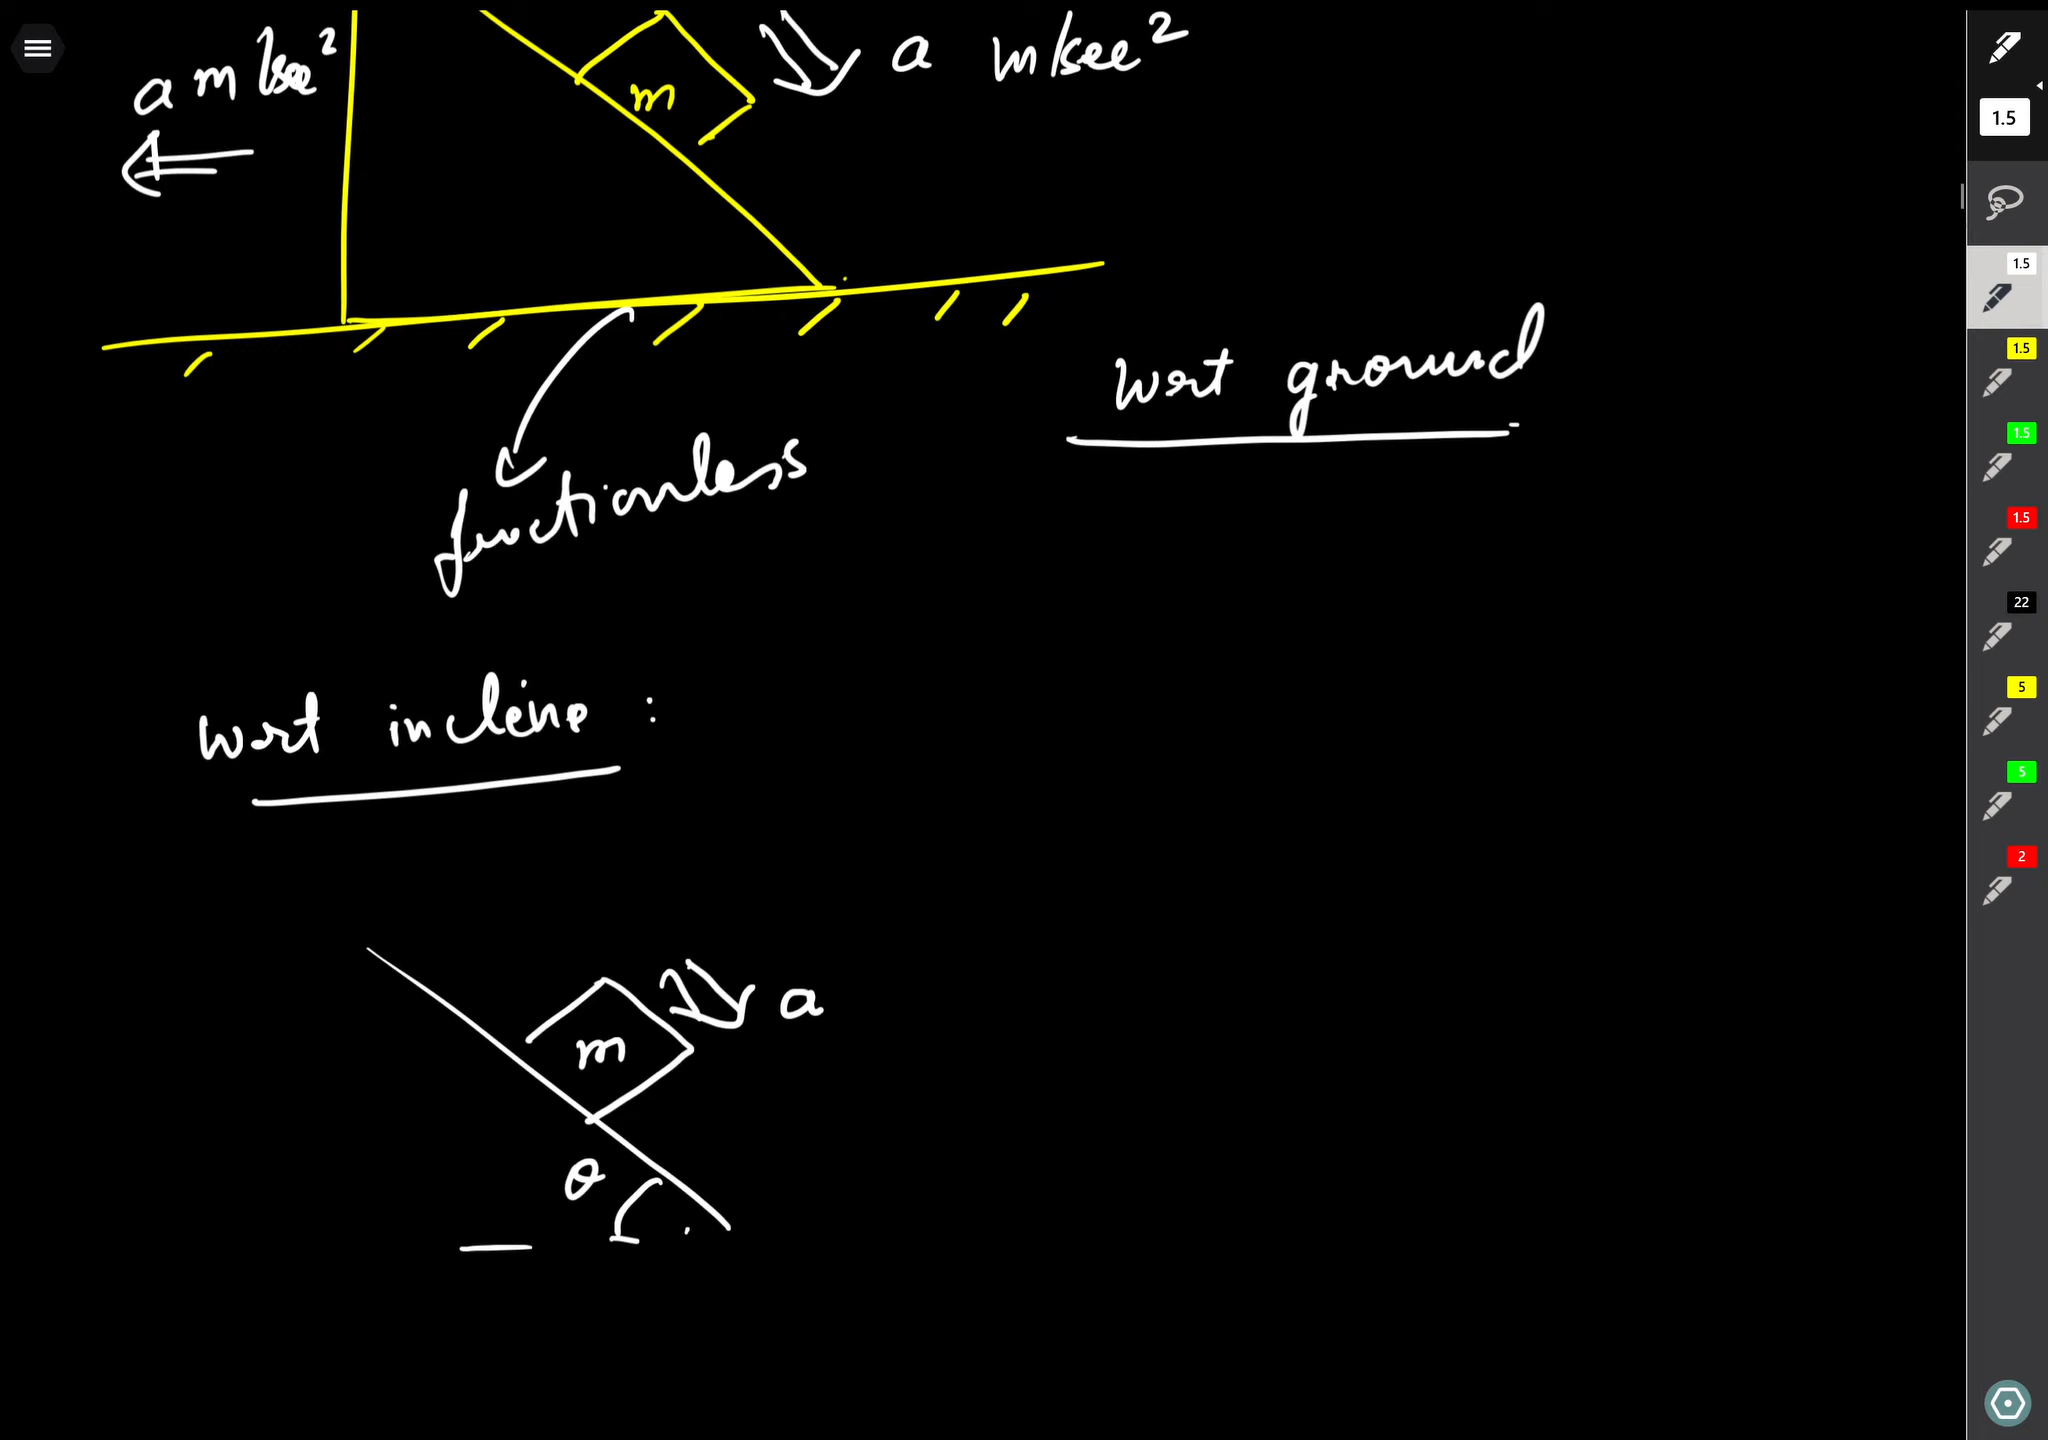 a m/sec²
m
a m/sec²
wrt ground
frictionless
wrt incline :
m
a
θ
1.5
1.5
1.5
1.5
1.5
22
5
5
2